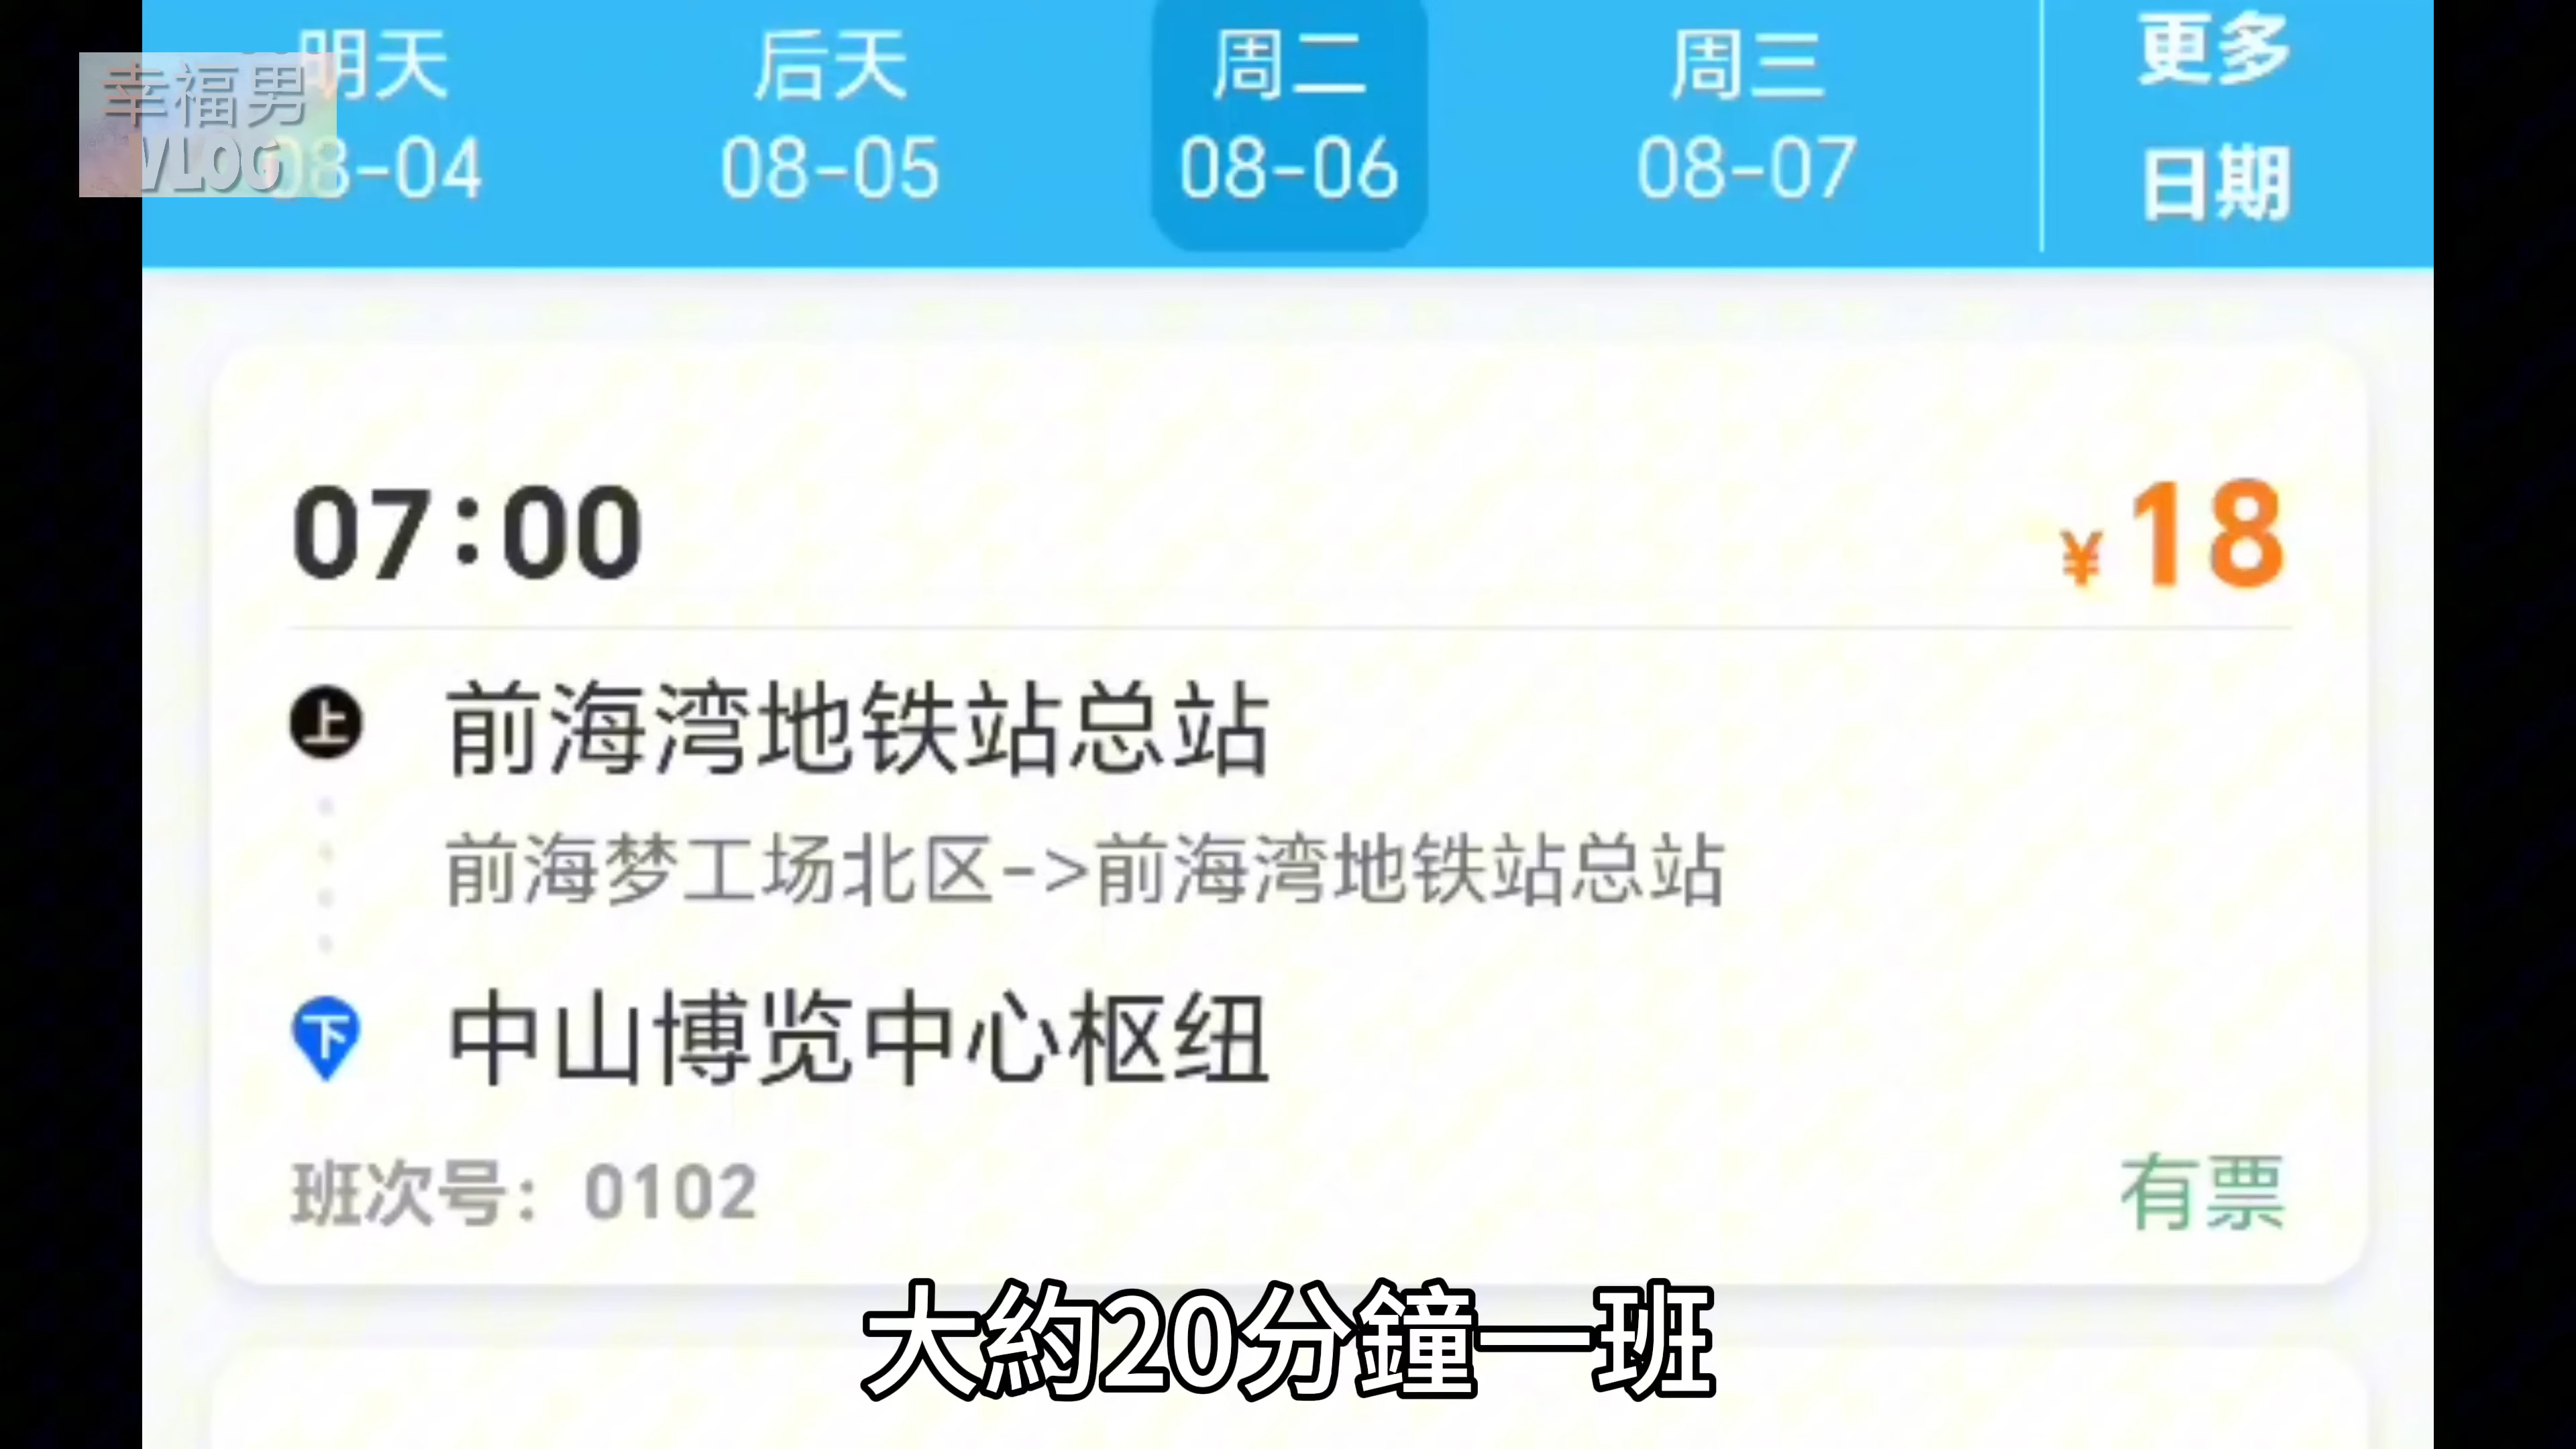 明天
后天
周二
周三
更多
幸福男
VLOG
08-04
08-05
08-06
08-07
日期
07:00
¥18
上
前海湾地铁站总站
前海梦工场北区->前海湾地铁站总站
下
中山博览中心枢纽
班次号：0102
有票
大約20分鐘一班